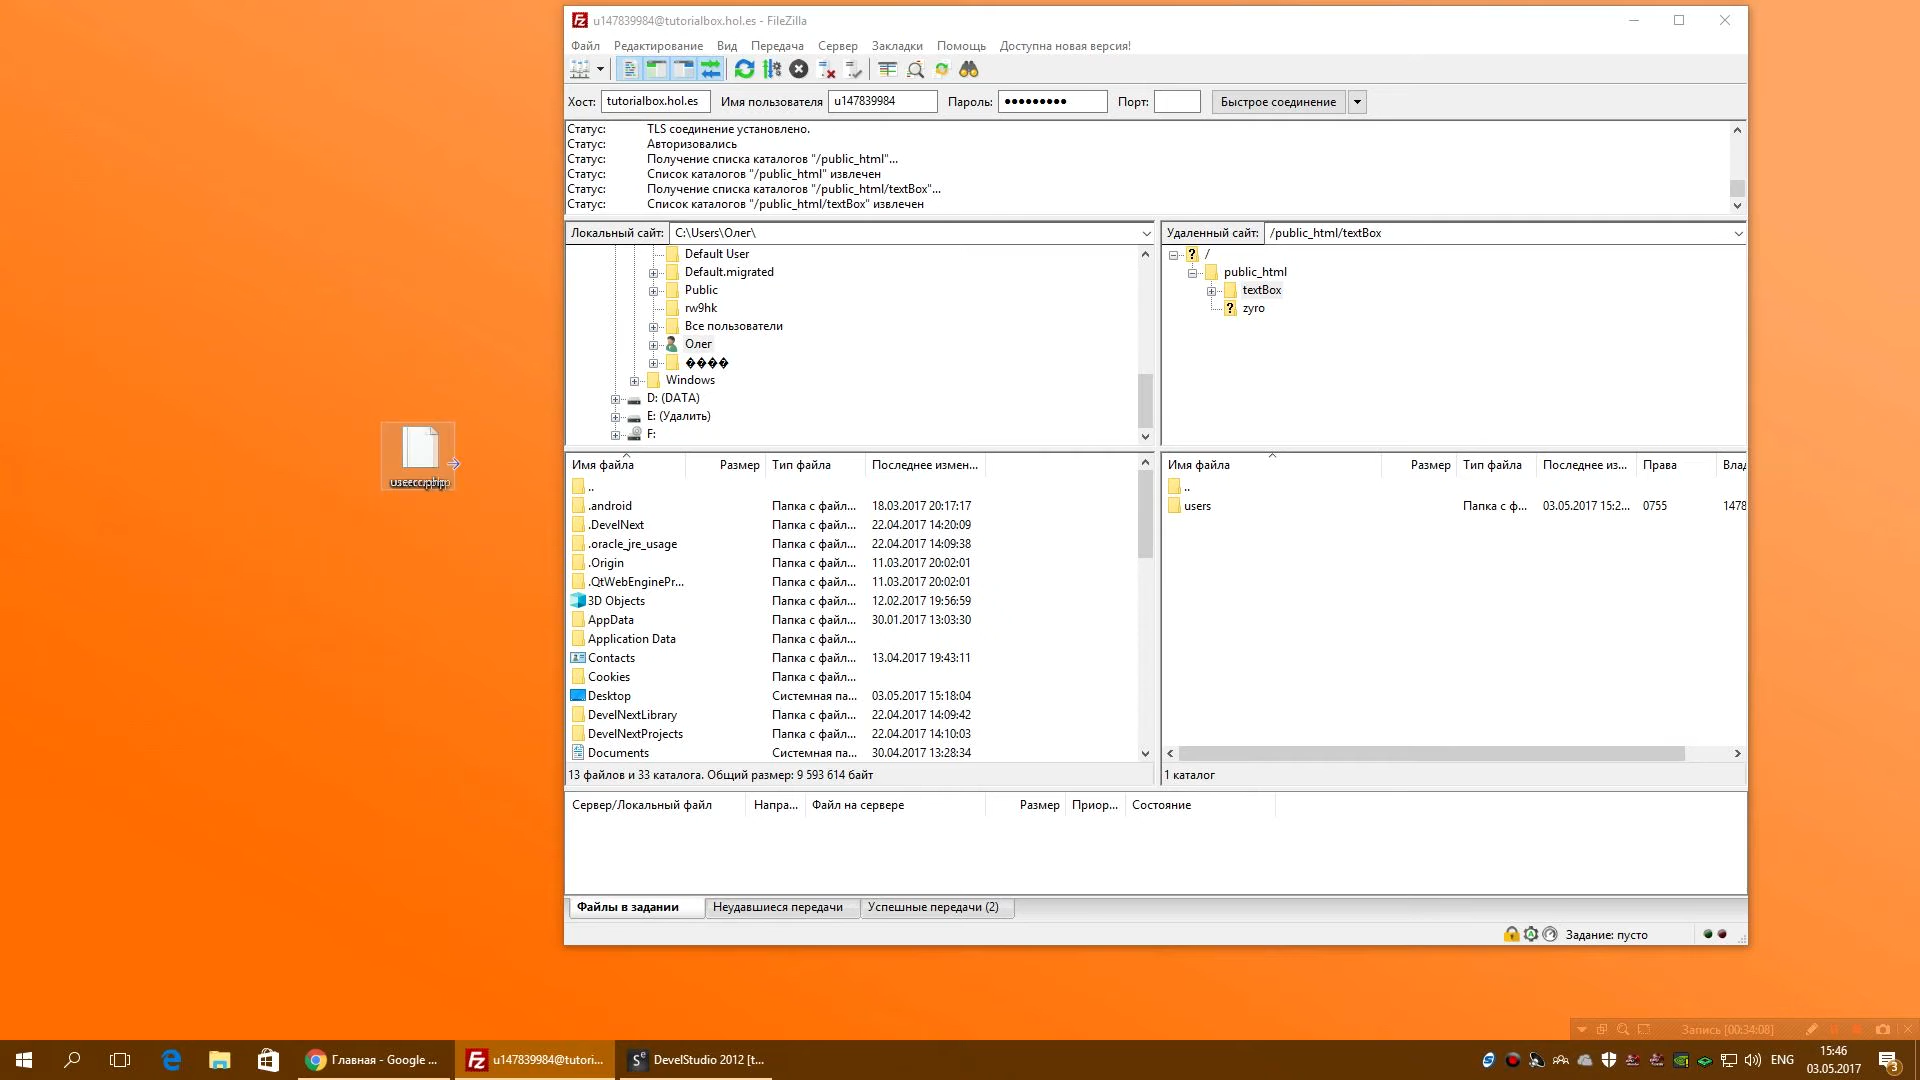 u147839984@tutorialbox.hol.es - FileZilla
Файл Редактирование Вид Передача Сервер Закладки Помощь Доступна новая версия!
Хост: tutorialbox.hol.es Имя пользователя u147839984 Пароль: ●●●●●●●●● Порт: Быстрое соединение
Статус: TLS соединение установлено.
Статус: Авторизовались
Статус: Получение списка каталогов "/public_html"...
Статус: Список каталогов "/public_html" извлечен
Статус: Получение списка каталогов "/public_html/textBox"...
Статус: Список каталогов "/public_html/textBox" извлечен
Локальный сайт: C:\Users\Олег\
Default User
Default.migrated
Public
rw9hk
Все пользователи
Олег
����
Windows
D: (DATA)
E: (Удалить)
F:
Удаленный сайт: /public_html/textBox
/
public_html
textBox
zyro
Имя файла Размер Тип файла Последнее измен...
..
.android Папка с файл... 18.03.2017 20:17:17
.DevelNext Папка с файл... 22.04.2017 14:20:09
.oracle_jre_usage Папка с файл... 22.04.2017 14:09:38
.Origin Папка с файл... 11.03.2017 20:02:01
.QtWebEnginePr... Папка с файл... 11.03.2017 20:02:01
3D Objects Папка с файл... 12.02.2017 19:56:59
AppData Папка с файл... 30.01.2017 13:03:30
Application Data Папка с файл...
Contacts Папка с файл... 13.04.2017 19:43:11
Cookies Папка с файл...
Desktop Системная па... 03.05.2017 15:18:04
DevelNextLibrary Папка с файл... 22.04.2017 14:09:42
DevelNextProjects Папка с файл... 22.04.2017 14:10:03
Documents Системная па... 30.04.2017 13:28:34
13 файлов и 33 каталога. Общий размер: 9 593 614 байт
Имя файла Размер Тип файла Последнее из... Права Влад
..
users Папка с ф... 03.05.2017 15:2... 0755 1478
1 каталог
Сервер/Локальный файл Напра... Файл на сервере Размер Приор... Состояние
Файлы в задании Неудавшиеся передачи Успешные передачи (2)
Задание: пусто
Запись [00:34:08]
Главная - Google ...
u147839984@tutori...
DevelStudio 2012 [t...
ENG
15:46
03.05.2017
3